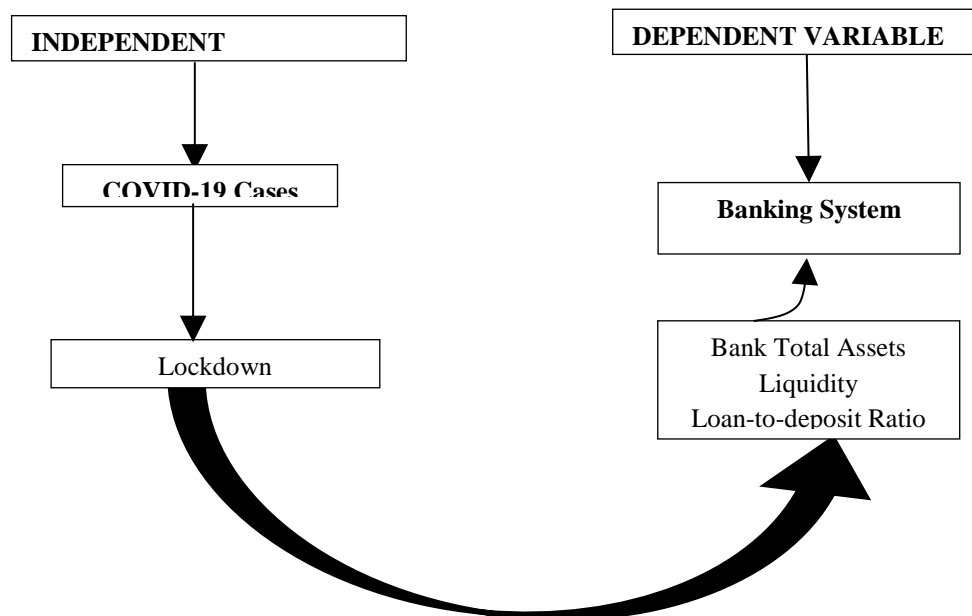 INDEPENDENT
COVID-19 Cases
Lockdown
DEPENDENT VARIABLE
Banking System
Bank Total Assets
Liquidity
Loan-to-deposit Ratio